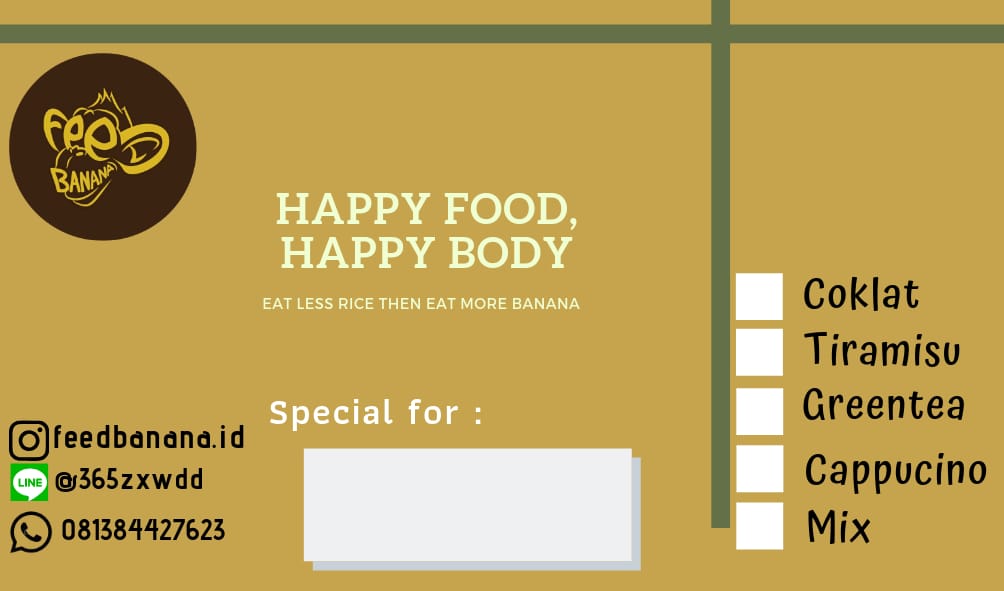 FeeD
BANANA
HAPPY FOOD,
HAPPY BODY
EAT LESS RICE THEN EAT MORE BANANA
Special for :
feedbanana.id
LINE
@365zxwdd
081384427623
Coklat
Tiramisu
Greentea
Cappucino
Mix